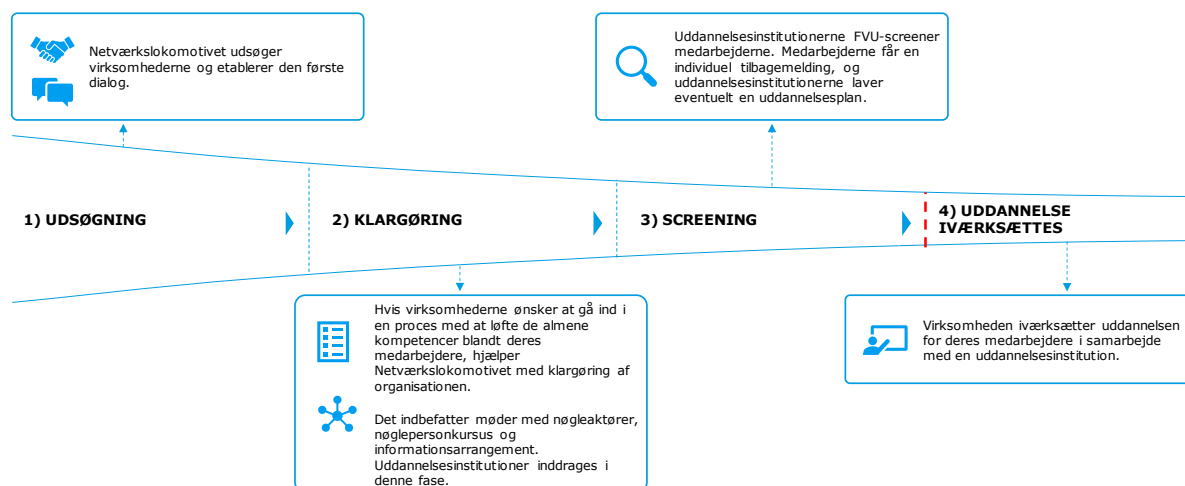 Netværkslokomotivet udsøger
virksomhederne og etablerer den første
dialog.
Uddannelsesinstitutionerne FVU-screener
medarbejderne. Medarbejderne får en
individuel tilbagemelding, og
uddannelsesinstitutionerne laver
eventuelt en uddannelsesplan.
1) UDSØGNING
2) KLARGØRING
3) SCREENING
4) UDDANNELSE
IVÆRKSÆTTES
Hvis virksomhederne ønsker at gå ind i
en proces med at løfte de almene
kompetencer blandt deres
medarbejdere, hjælper
Netværkslokomotivet med klargøring af
organisationen.
Det indbefatter møder med nøgleaktører,
nøglepersonkursus og
informationsarrangement.
Uddannelsesinstitutioner inddrages i
denne fase.
Virksomheden iværksætter uddannelsen
for deres medarbejdere i samarbejde
med en uddannelsesinstitution.